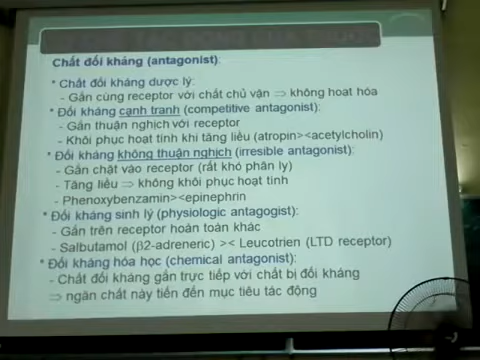 Chất đối kháng (antagonist):
* Chất đối kháng dược lý:
- Gắn cùng receptor với chất chủ vận ⇒ không hoạt hóa
* Đối kháng cạnh tranh (competitive antagonist):
- Gắn thuận nghịch với receptor
- Khôi phục hoạt tính khi tăng liều (atropin><acetylcholin)
* Đối kháng không thuận nghịch (irresible antagonist):
- Gắn chặt vào receptor (rất khó phân ly)
- Tăng liều ⇒ không khôi phục hoạt tính
- Phenoxybenzamin><epinephrin
* Đối kháng sinh lý (physiologic antagogist):
- Gắn trên receptor hoàn toàn khác
- Salbutamol (β2-adreneric) >< Leucotrien (LTD receptor)
* Đối kháng hóa học (chemical antagonist):
- Chất đối kháng gắn trực tiếp với chất bị đối kháng
⇒ ngăn chất này tiến đến mục tiêu tác động